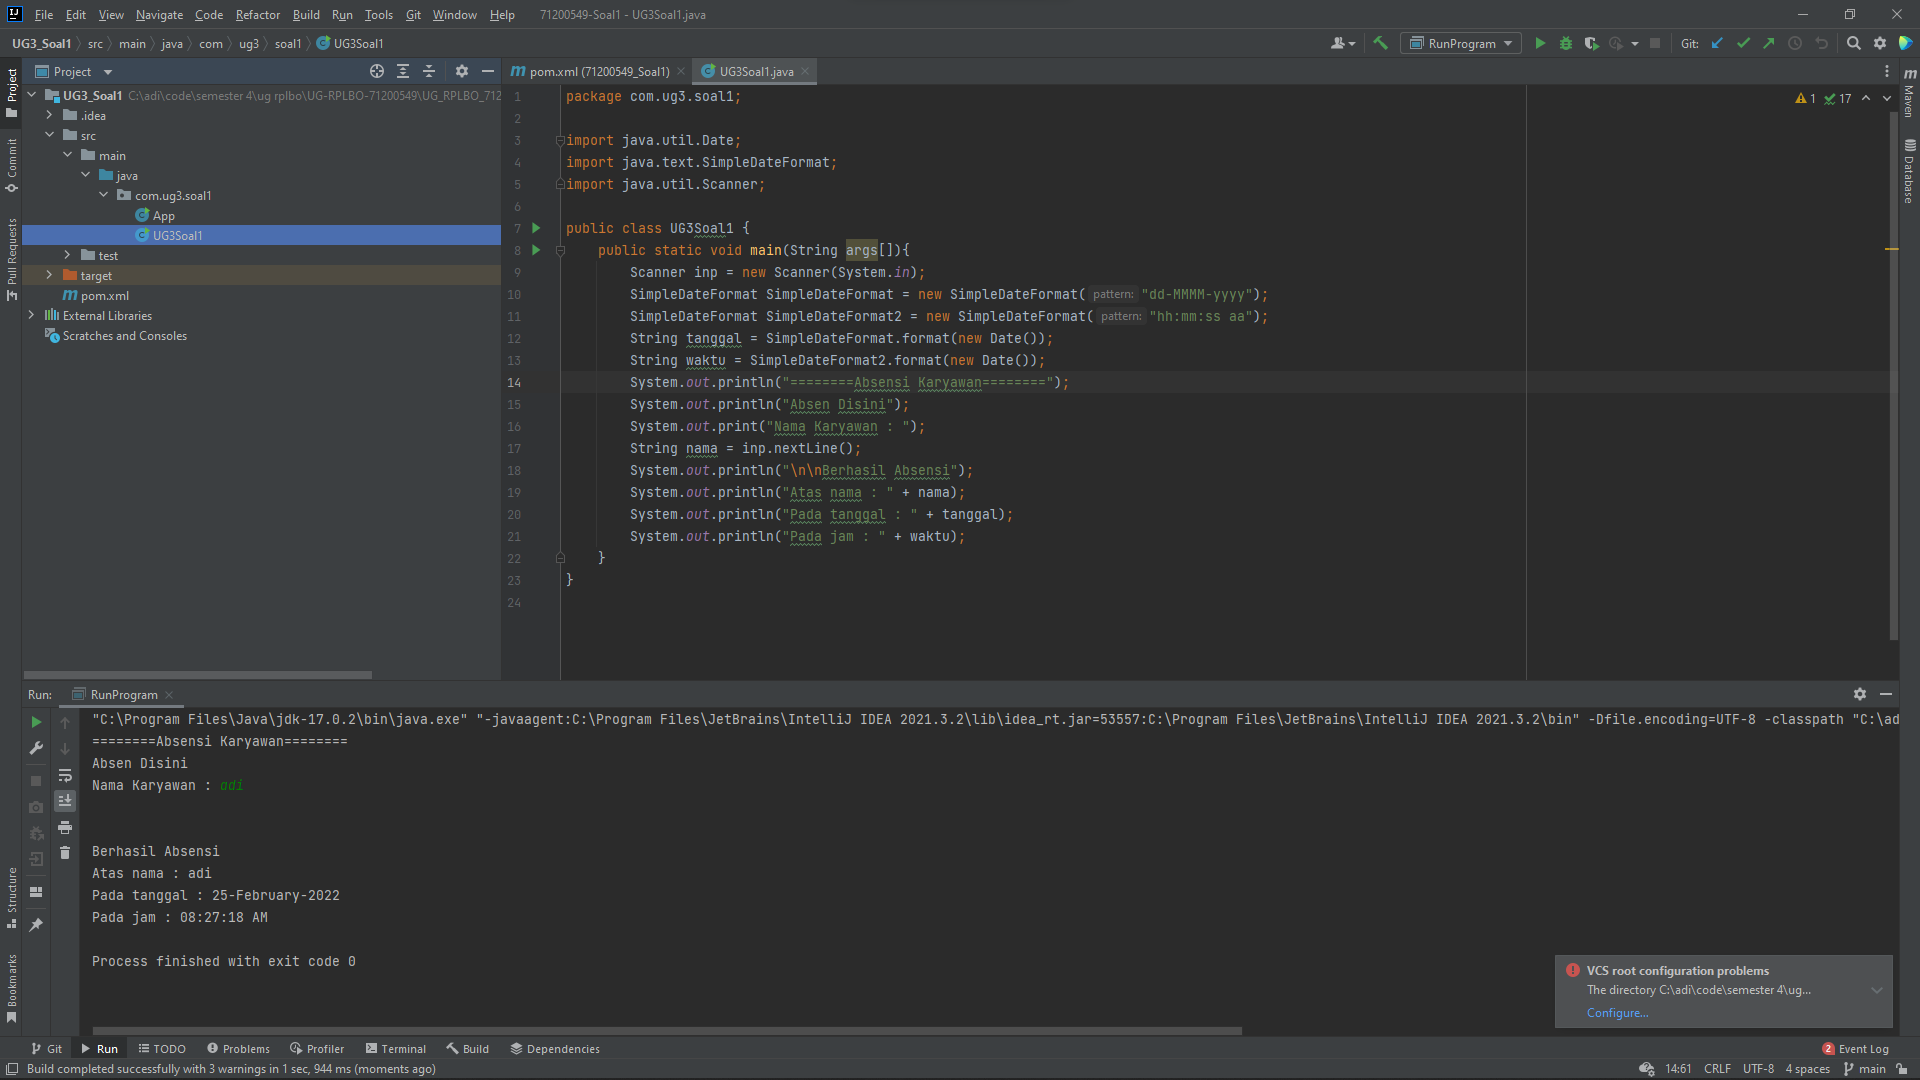 File Edit View Navigate Code Refactor Build Run Tools Git Window Help 71200549-Soal1 - UG3Soal1.java
UG3_Soal1 src main java com ug3 soal1 UG3Soal1
RunProgram Git:
Project
pom.xml (71200549_Soal1) UG3Soal1.java
UG3_Soal1 C:\adi\code\semester 4\ug rplbo\UG-RPLBO-71200549\UG_RPLBO_712
.idea
src
main
java
com.ug3.soal1
App
UG3Soal1
test
target
pom.xml
External Libraries
Scratches and Consoles
Project
Commit
Pull Requests
Structure
Bookmarks
Maven
Database
1 17
1 package com.ug3.soal1;
2
3 import java.util.Date;
4 import java.text.SimpleDateFormat;
5 import java.util.Scanner;
6
7 public class UG3Soal1 {
8 public static void main(String args[]){
9 Scanner inp = new Scanner(System.in);
10 SimpleDateFormat SimpleDateFormat = new SimpleDateFormat( pattern: "dd-MMMM-yyyy");
11 SimpleDateFormat SimpleDateFormat2 = new SimpleDateFormat( pattern: "hh:mm:ss aa");
12 String tanggal = SimpleDateFormat.format(new Date());
13 String waktu = SimpleDateFormat2.format(new Date());
14 System.out.println("========Absensi Karyawan========");
15 System.out.println("Absen Disini");
16 System.out.print("Nama Karyawan : ");
17 String nama = inp.nextLine();
18 System.out.println("\n\nBerhasil Absensi");
19 System.out.println("Atas nama : " + nama);
20 System.out.println("Pada tanggal : " + tanggal);
21 System.out.println("Pada jam : " + waktu);
22 }
23 }
24
Run: RunProgram
"C:\Program Files\Java\jdk-17.0.2\bin\java.exe" "-javaagent:C:\Program Files\JetBrains\IntelliJ IDEA 2021.3.2\lib\idea_rt.jar=53557:C:\Program Files\JetBrains\IntelliJ IDEA 2021.3.2\bin" -Dfile.encoding=UTF-8 -classpath "C:\ad
========Absensi Karyawan========
Absen Disini
Nama Karyawan : adi
Berhasil Absensi
Atas nama : adi
Pada tanggal : 25-February-2022
Pada jam : 08:27:18 AM
Process finished with exit code 0
VCS root configuration problems
The directory C:\adi\code\semester 4\ug...
Configure...
Git Run TODO Problems Profiler Terminal Build Dependencies 2 Event Log
Build completed successfully with 3 warnings in 1 sec, 944 ms (moments ago) 14:61 CRLF UTF-8 4 spaces main